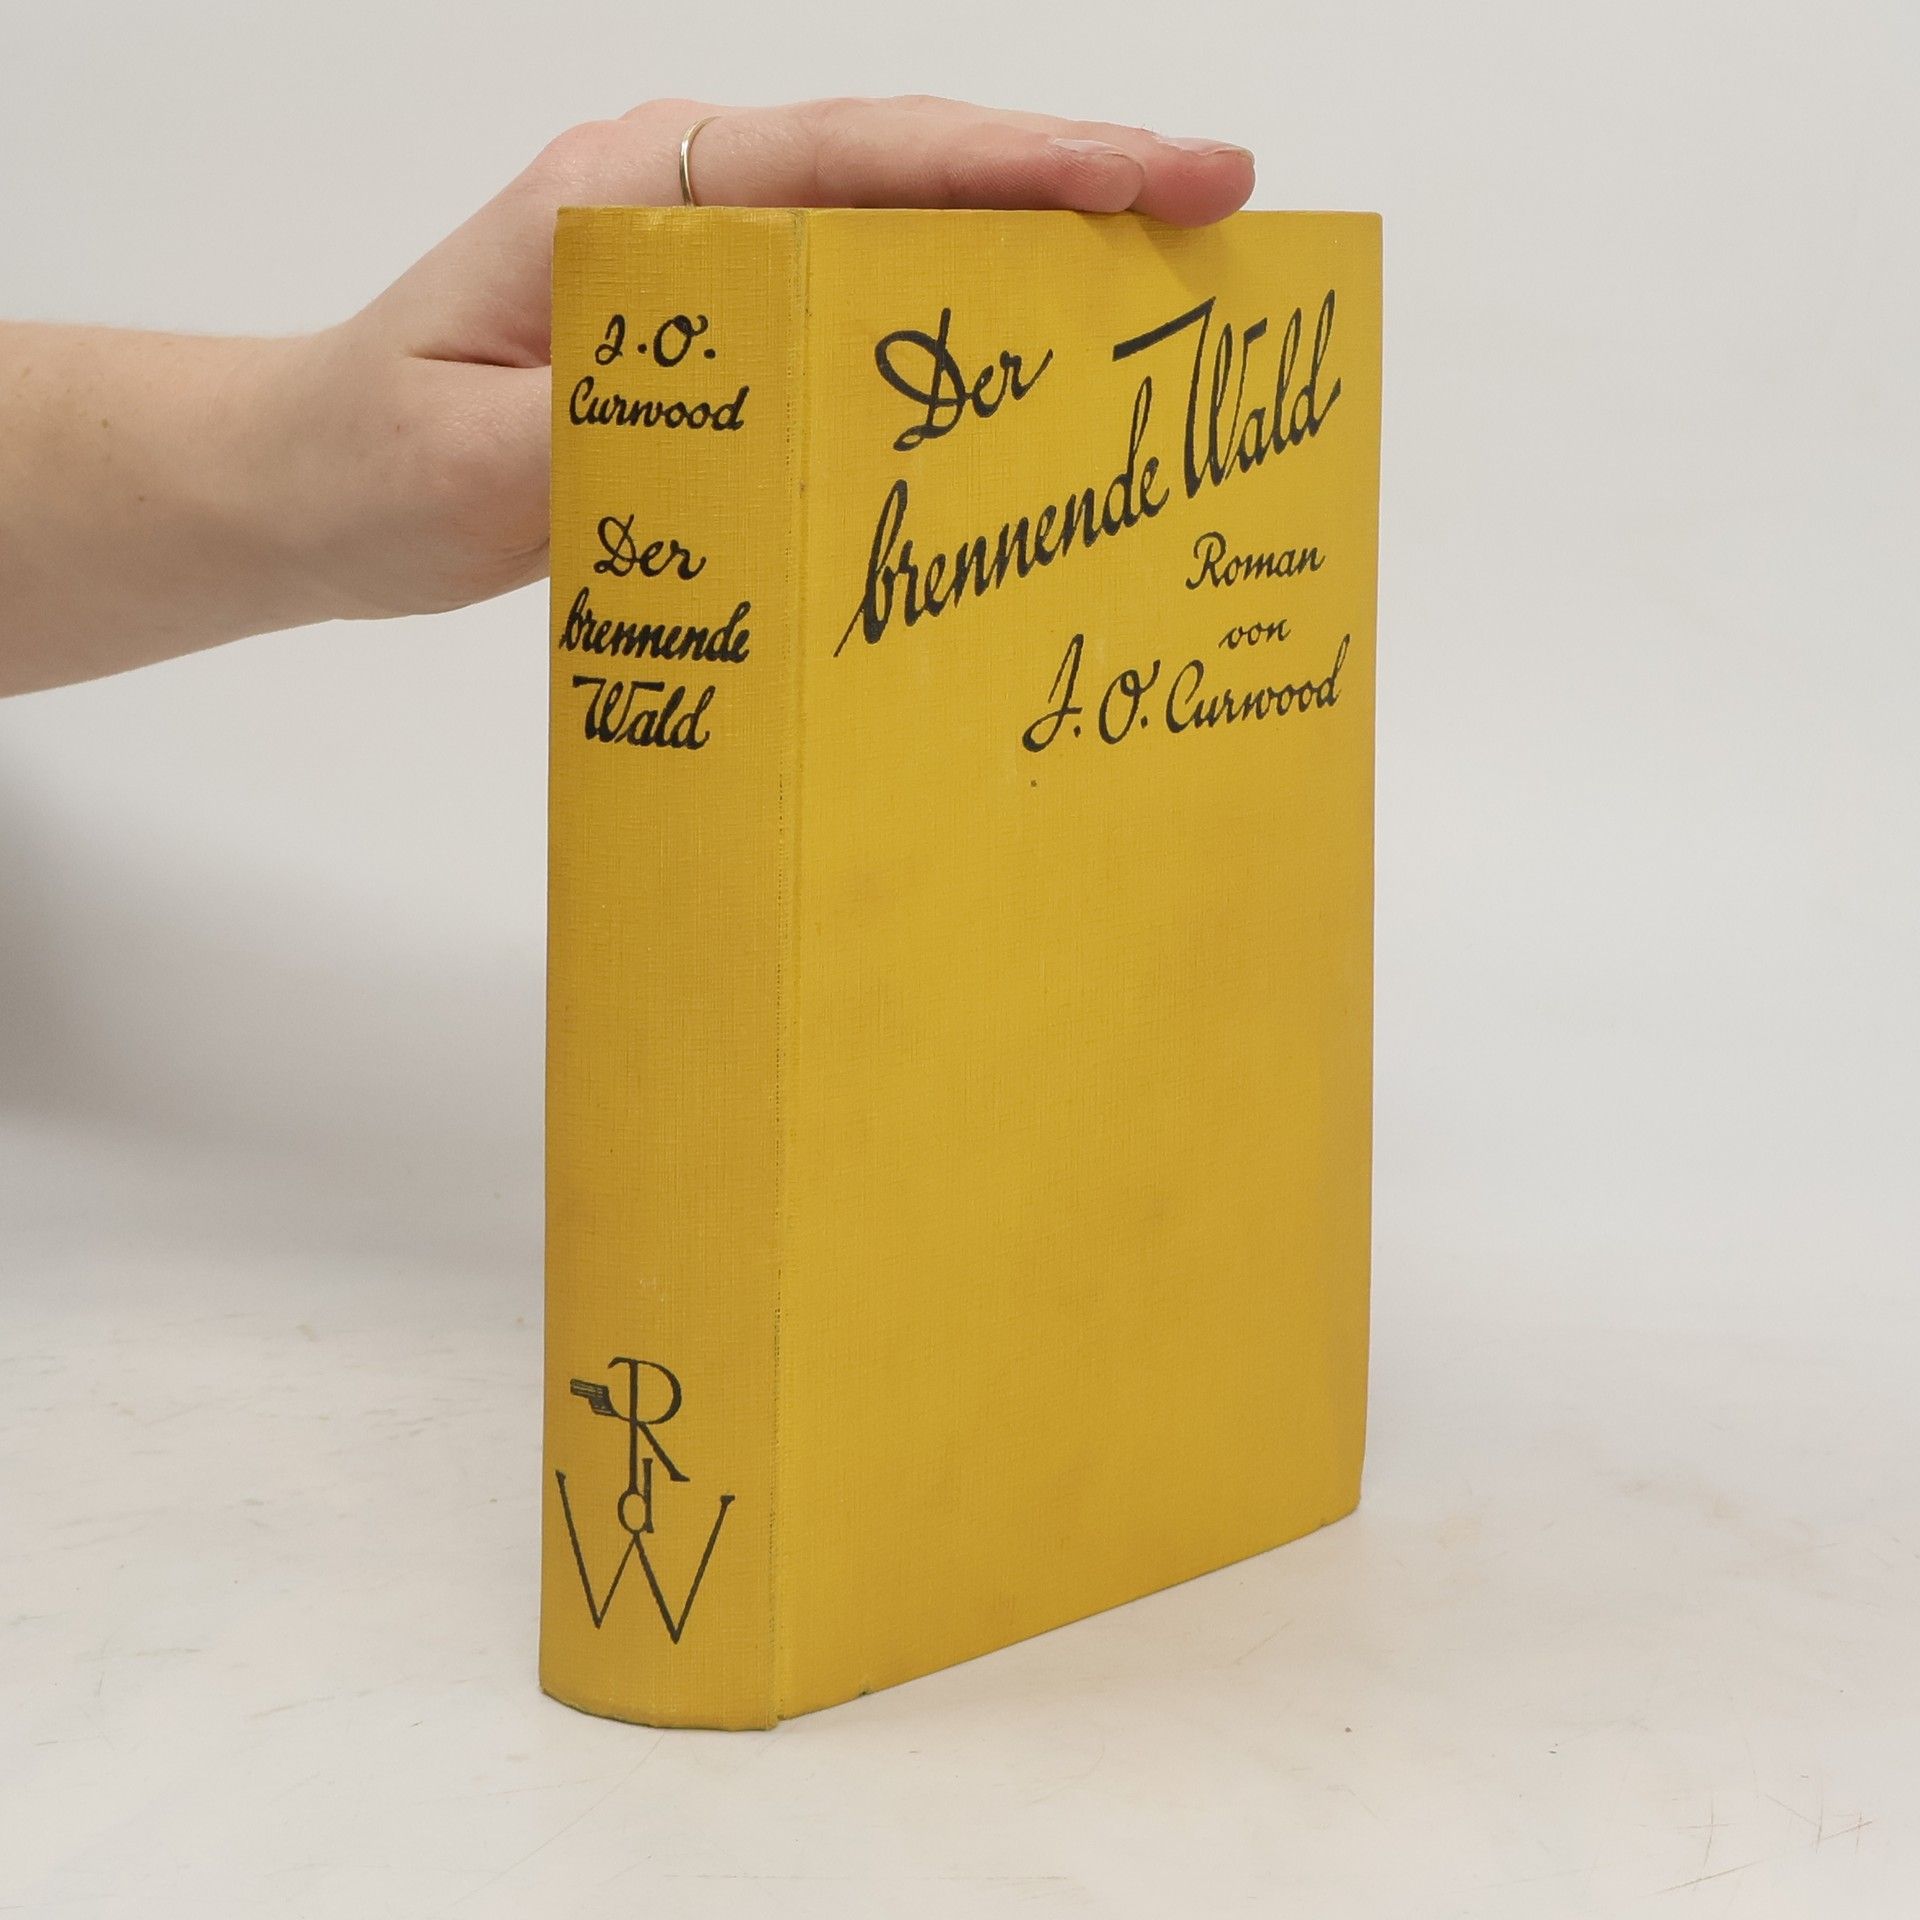 J. O.
Curwood
Der
brennende
Wald
R
d
W
Der
brennende Wald
Roman
von
J. O. Curwood